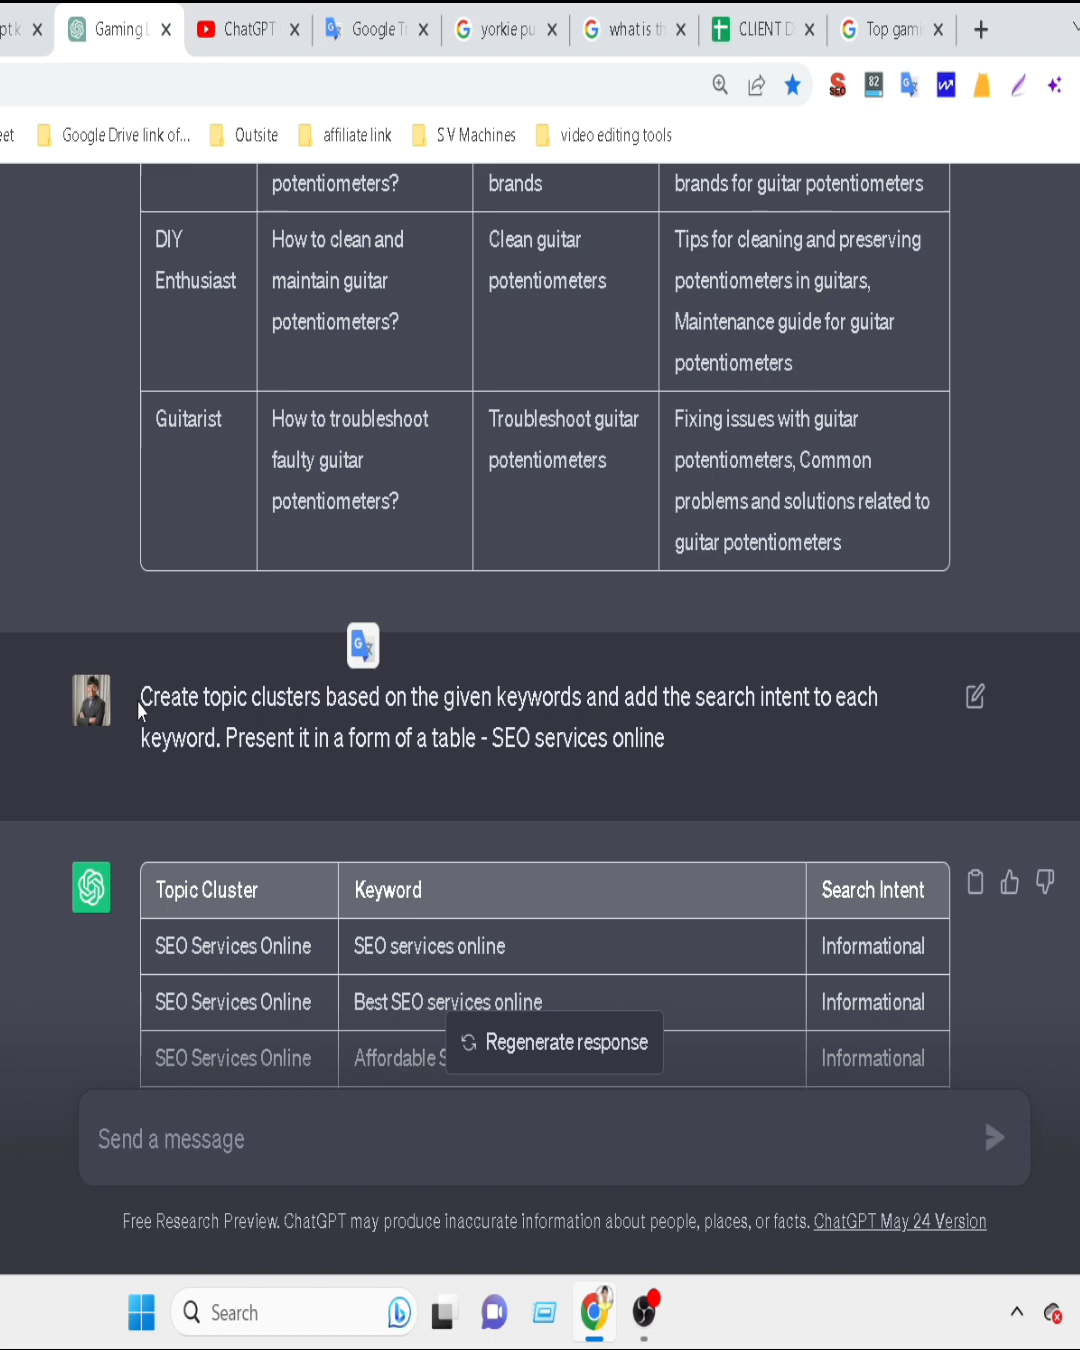 Gaming
ChatGPT
Google T
yorkie pu
what is th
CLIENT D
Top gam
SEO
82
eet
Google Drive link of...
Outsite
affiliate link
S V Machines
video editing tools
potentiometers?
brands
brands for guitar potentiometers
DIY
Enthusiast
How to clean and
maintain guitar
potentiometers?
Clean guitar
potentiometers
Tips for cleaning and preserving
potentiometers in guitars,
Maintenance guide for guitar
potentiometers
Guitarist
How to troubleshoot
faulty guitar
potentiometers?
Troubleshoot guitar
potentiometers
Fixing issues with guitar
potentiometers, Common
problems and solutions related to
guitar potentiometers
Create topic clusters based on the given keywords and add the search intent to each
keyword. Present it in a form of a table - SEO services online
Topic Cluster Keyword Search Intent
SEO Services Online SEO services online Informational
SEO Services Online Best SEO services online Informational
SEO Services Online Affordable S Informational
Regenerate response
Send a message
Free Research Preview. ChatGPT may produce inaccurate information about people, places, or facts. ChatGPT May 24 Version
Search